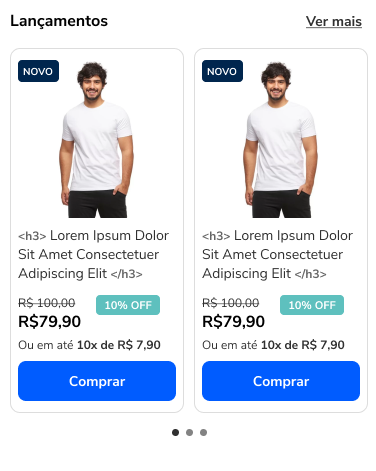 Lançamentos
Ver mais
NOVO
<h3> Lorem Ipsum Dolor
Sit Amet Consectetuer
Adipiscing Elit </h3>
R$ 100,00
10% OFF
R$79,90
Ou em até 10x de R$ 7,90
Comprar
NOVO
<h3> Lorem Ipsum Dolor
Sit Amet Consectetuer
Adipiscing Elit </h3>
R$ 100,00
10% OFF
R$79,90
Ou em até 10x de R$ 7,90
Comprar